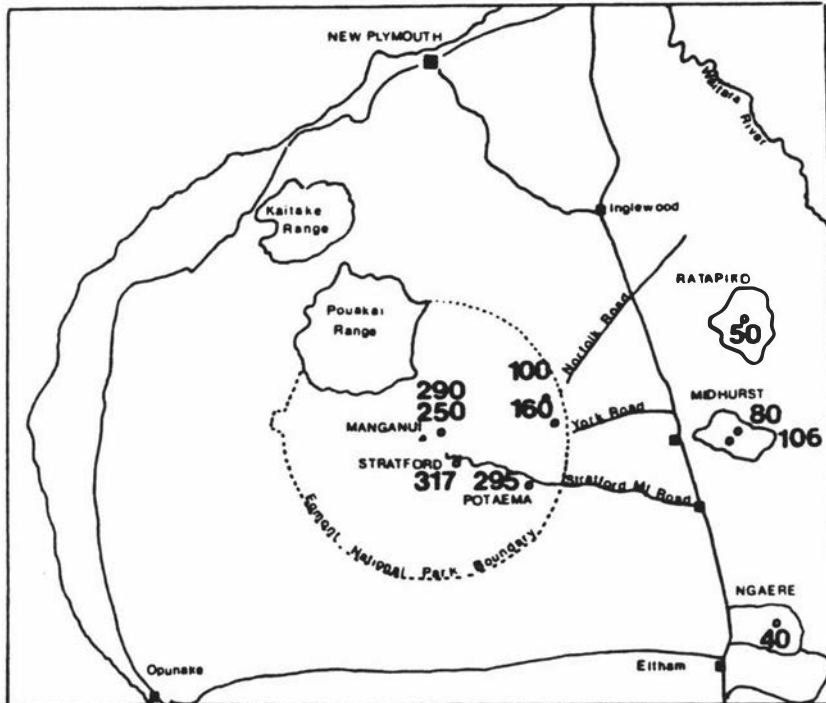 NEW PLYMOUTH
Waitara River
Kaitake
Range
Inglewood
RATAPIKO
50
Pouakai
Range
Norfolk Road
100
290
250
160
MIDHURST
80
106
York Road
MANGANUI
STRATFORD
317
295
POTAEMA
Stratford Mt Road
Egmont National Park Boundary
NGAERE
40
Opunake
Eltham